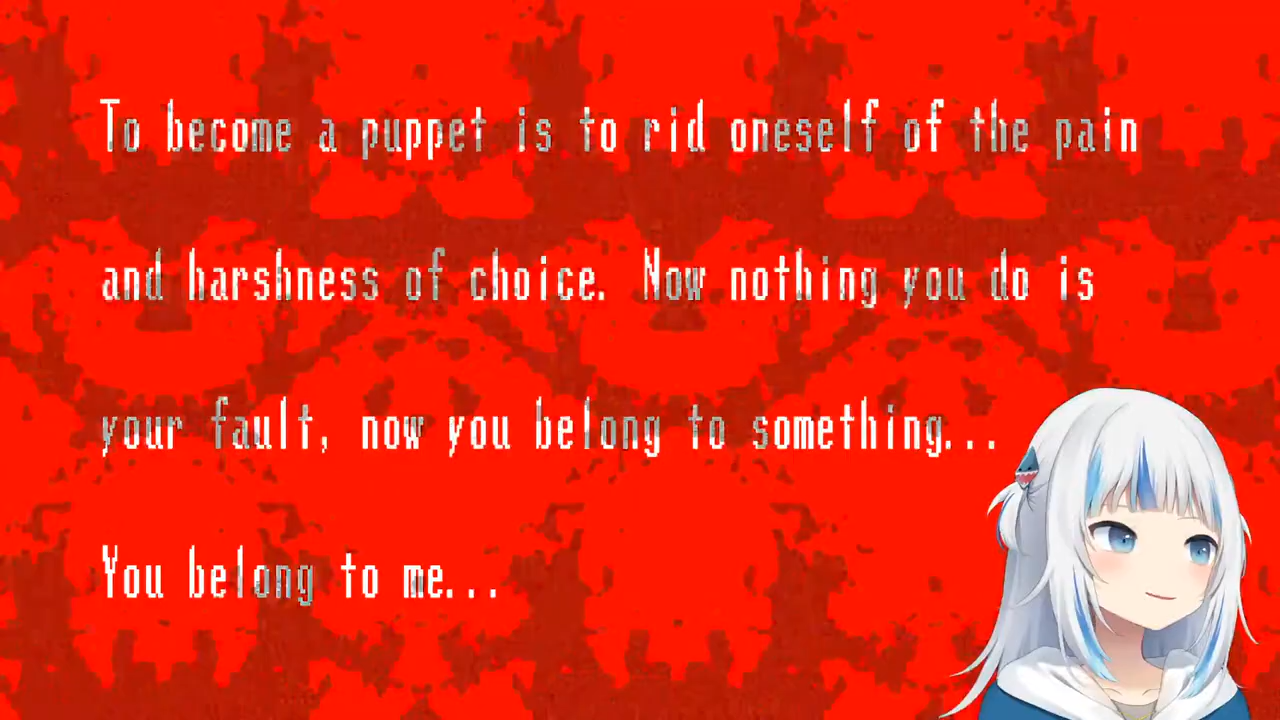 To become a puppet is to rid oneself of the pain
and harshness of choice. Now nothing you do is
your fault, now you belong to something...
You belong to me...